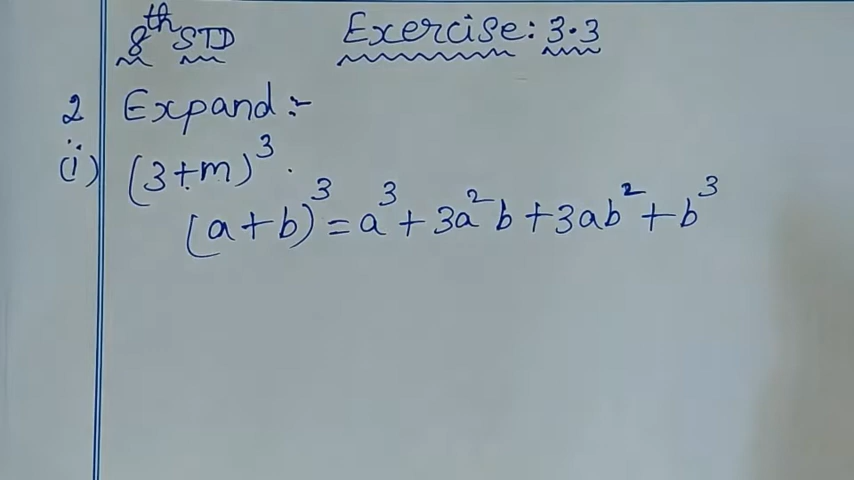 8th STD Exercise: 3.3
2 Expand :-
(i) (3+m)³.
(a+b)³ = a³ + 3a²b + 3ab² + b³